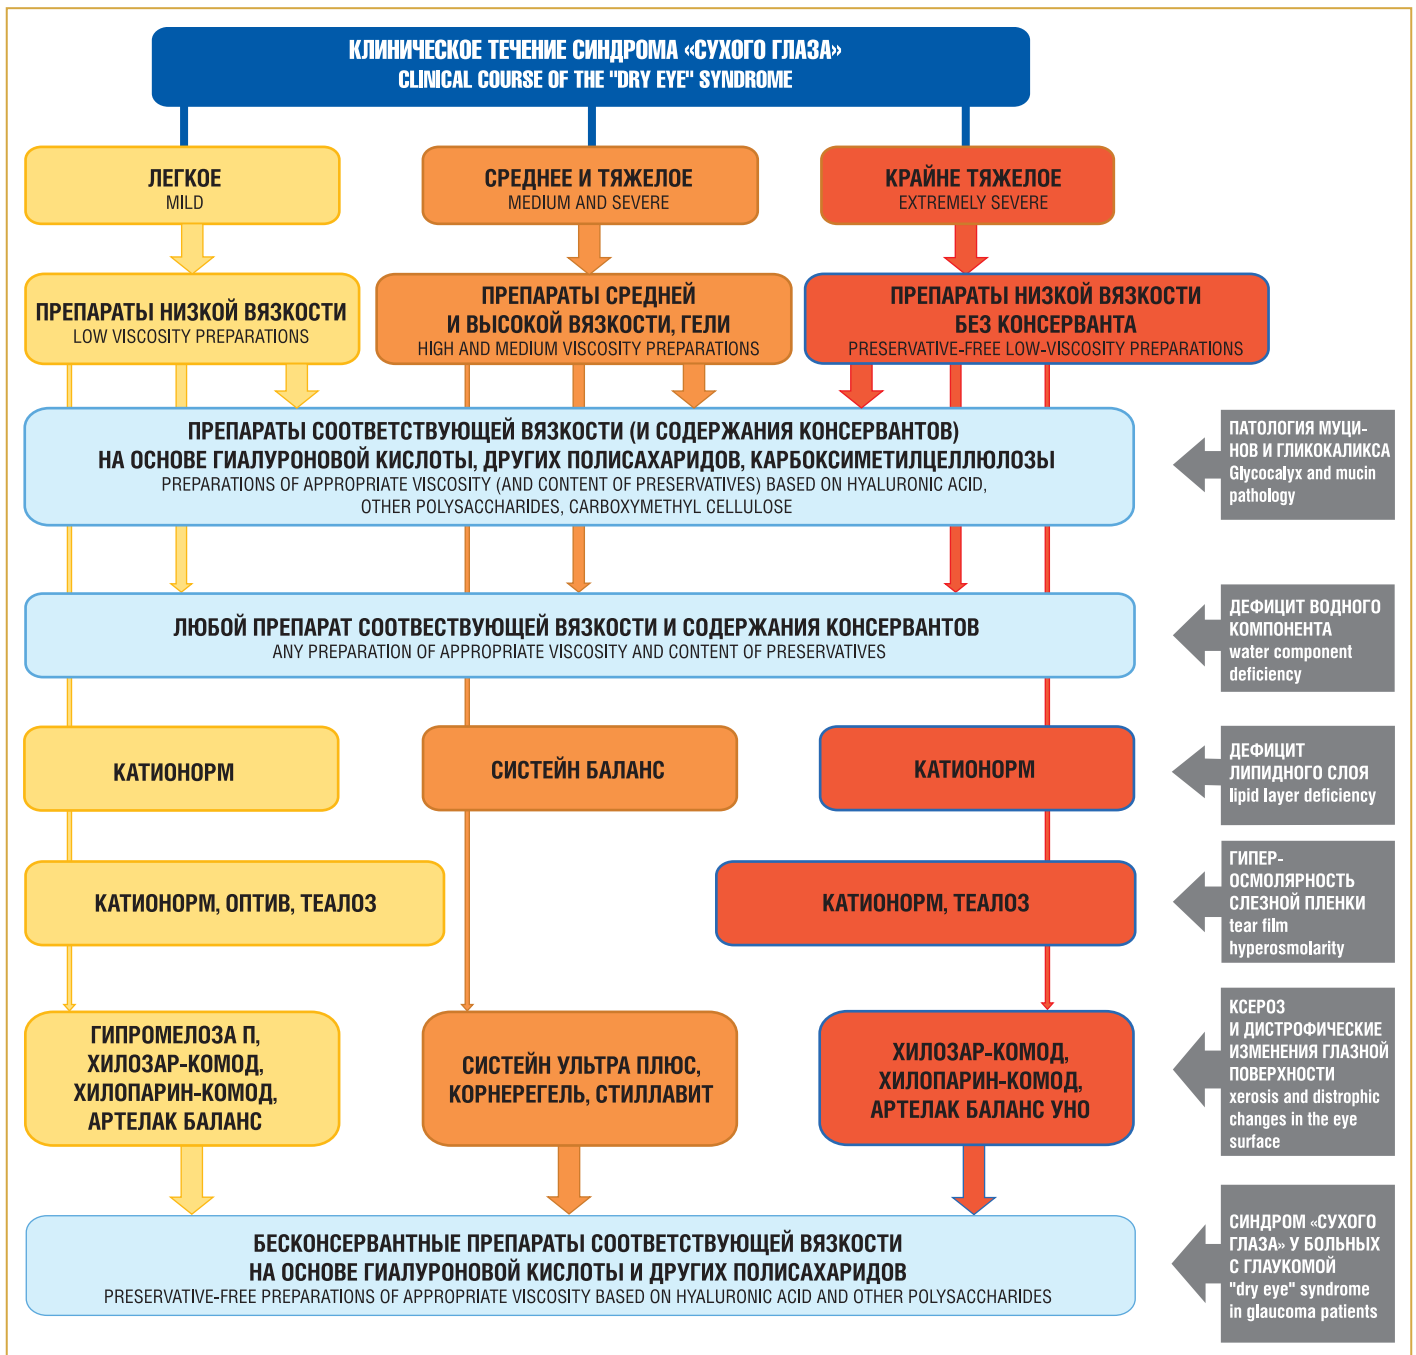 КЛИНИЧЕСКОЕ ТЕЧЕНИЕ СИНДРОМА «СУХОГО ГЛАЗА»
CLINICAL COURSE OF THE "DRY EYE" SYNDROME
ЛЕГКОЕ
MILD
СРЕДНЕЕ И ТЯЖЕЛОЕ
MEDIUM AND SEVERE
КРАЙНЕ ТЯЖЕЛОЕ
EXTREMELY SEVERE
ПРЕПАРАТЫ НИЗКОЙ ВЯЗКОСТИ
LOW VISCOSITY PREPARATIONS
ПРЕПАРАТЫ СРЕДНЕЙ
И ВЫСОКОЙ ВЯЗКОСТИ, ГЕЛИ
HIGH AND MEDIUM VISCOSITY PREPARATIONS
ПРЕПАРАТЫ НИЗКОЙ ВЯЗКОСТИ
БЕЗ КОНСЕРВАНТА
PRESERVATIVE-FREE LOW-VISCOSITY PREPARATIONS
ПРЕПАРАТЫ СООТВЕТСТВУЮЩЕЙ ВЯЗКОСТИ (И СОДЕРЖАНИЯ КОНСЕРВАНТОВ)
НА ОСНОВЕ ГИАЛУРОНОВОЙ КИСЛОТЫ, ДРУГИХ ПОЛИСАХАРИДОВ, КАРБОКСИМЕТИЛЦЕЛЛЮЛОЗЫ
PREPARATIONS OF APPROPRIATE VISCOSITY (AND CONTENT OF PRESERVATIVES) BASED ON HYALURONIC ACID,
OTHER POLYSACCHARIDES, CARBOXYMETHYL CELLULOSE
ПАТОЛОГИЯ МУЦИ-
НОВ И ГЛИКОКАЛИКСА
Glycocalyx and mucin
pathology
ЛЮБОЙ ПРЕПАРАТ СООТВЕСТВУЮЩЕЙ ВЯЗКОСТИ И СОДЕРЖАНИЯ КОНСЕРВАНТОВ
ANY PREPARATION OF APPROPRIATE VISCOSITY AND CONTENT OF PRESERVATIVES
ДЕФИЦИТ ВОДНОГО
КОМПОНЕНТА
water component
deficiency
КАТИОНОРМ
СИСТЕЙН БАЛАНС
КАТИОНОРМ
ДЕФИЦИТ
ЛИПИДНОГО СЛОЯ
lipid layer deficiency
КАТИОНОРМ, ОПТИВ, ТЕАЛОЗ
КАТИОНОРМ, ТЕАЛОЗ
ГИПЕР-
ОСМОЛЯРНОСТЬ
СЛЕЗНОЙ ПЛЕНКИ
tear film
hyperosmolarity
ГИПРОМЕЛОЗА П,
ХИЛОЗАР-КОМОД,
ХИЛОПАРИН-КОМОД,
АРТЕЛАК БАЛАНС
СИСТЕЙН УЛЬТРА ПЛЮС,
КОРНЕРЕГЕЛЬ, СТИЛЛАВИТ
ХИЛОЗАР-КОМОД,
ХИЛОПАРИН-КОМОД,
АРТЕЛАК БАЛАНС УНО
КСЕРОЗ
И ДИСТРОФИЧЕСКИЕ
ИЗМЕНЕНИЯ ГЛАЗНОЙ
ПОВЕРХНОСТИ
xerosis and distrophic
changes in the eye
surface
БЕСКОНСЕРВАНТНЫЕ ПРЕПАРАТЫ СООТВЕТСТВУЮЩЕЙ ВЯЗКОСТИ
НА ОСНОВЕ ГИАЛУРОНОВОЙ КИСЛОТЫ И ДРУГИХ ПОЛИСАХАРИДОВ
PRESERVATIVE-FREE PREPARATIONS OF APPROPRIATE VISCOSITY BASED ON HYALURONIC ACID AND OTHER POLYSACCHARIDES
СИНДРОМ «СУХОГО
ГЛАЗА» У БОЛЬНЫХ
С ГЛАУКОМОЙ
"dry eye" syndrome
in glaucoma patients